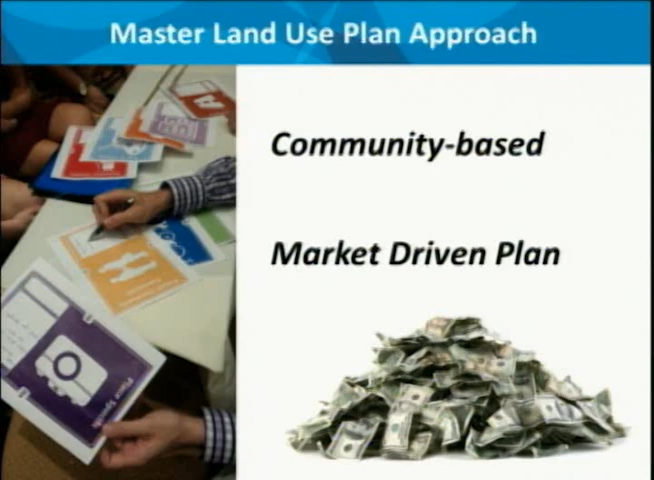 Master Land Use Plan Approach
Community-based
Market Driven Plan